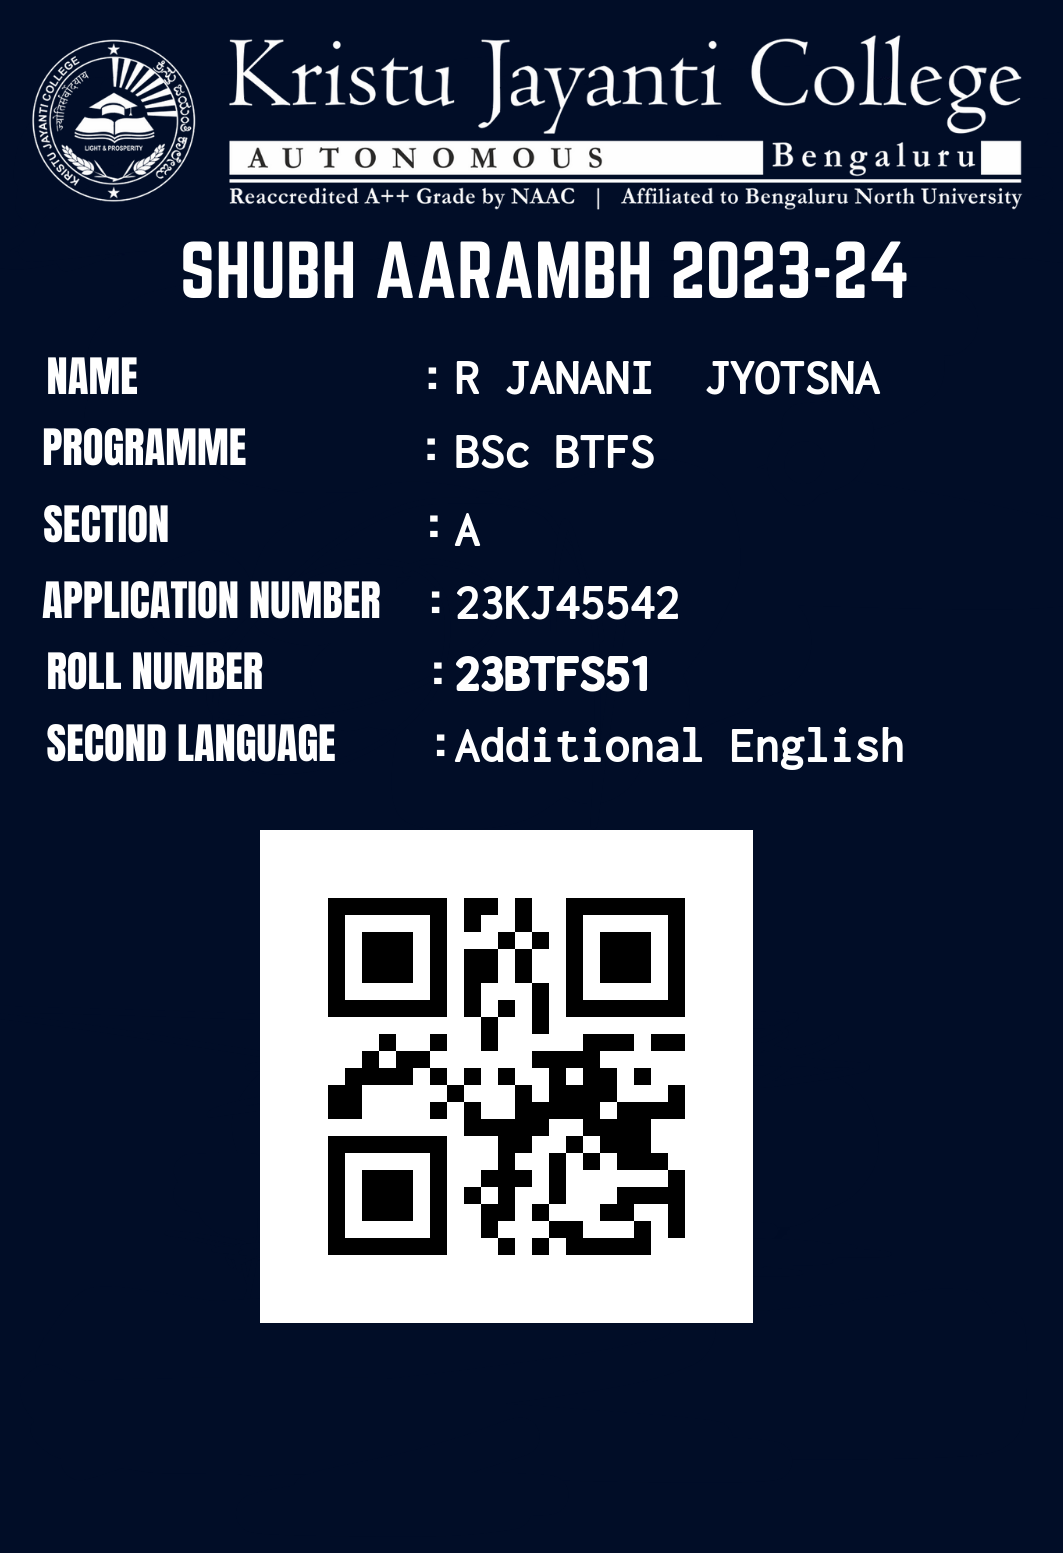 KRISTU JAYANTI COLLEGE
ಕ್ರಿಸ್ತು ಜಯಂತಿ ಕಾಲೇಜು
ज्योतिर्समृद्धियाय
LIGHT & PROSPERITY
Kristu Jayanti College
AUTONOMOUS Bengaluru
Reaccredited A++ Grade by NAAC | Affiliated to Bengaluru North University
SHUBH AARAMBH 2023-24
NAME : R JANANI JYOTSNA
PROGRAMME : BSc BTFS
SECTION : A
APPLICATION NUMBER : 23KJ45542
ROLL NUMBER : 23BTFS51
SECOND LANGUAGE : Additional English